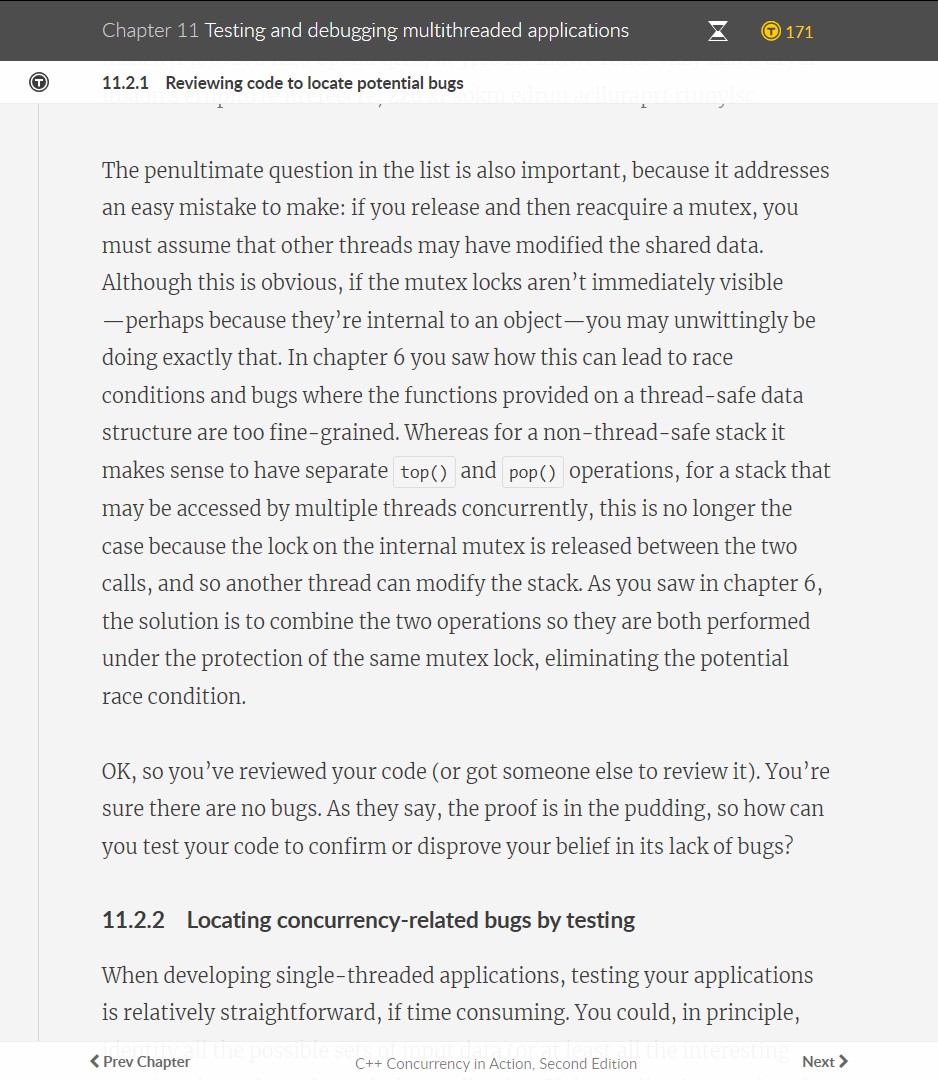 Chapter 11 Testing and debugging multithreaded applications
171
11.2.1 Reviewing code to locate potential bugs
The penultimate question in the list is also important, because it addresses
an easy mistake to make: if you release and then reacquire a mutex, you
must assume that other threads may have modified the shared data.
Although this is obvious, if the mutex locks aren’t immediately visible
—perhaps because they’re internal to an object—you may unwittingly be
doing exactly that. In chapter 6 you saw how this can lead to race
conditions and bugs where the functions provided on a thread-safe data
structure are too fine-grained. Whereas for a non-thread-safe stack it
makes sense to have separate top() and pop() operations, for a stack that
may be accessed by multiple threads concurrently, this is no longer the
case because the lock on the internal mutex is released between the two
calls, and so another thread can modify the stack. As you saw in chapter 6,
the solution is to combine the two operations so they are both performed
under the protection of the same mutex lock, eliminating the potential
race condition.
OK, so you’ve reviewed your code (or got someone else to review it). You’re
sure there are no bugs. As they say, the proof is in the pudding, so how can
you test your code to confirm or disprove your belief in its lack of bugs?
11.2.2 Locating concurrency-related bugs by testing
When developing single-threaded applications, testing your applications
is relatively straightforward, if time consuming. You could, in principle,
identify all the possible sets of input data (or at least all the interesting
Prev Chapter
C++ Concurrency in Action, Second Edition
Next